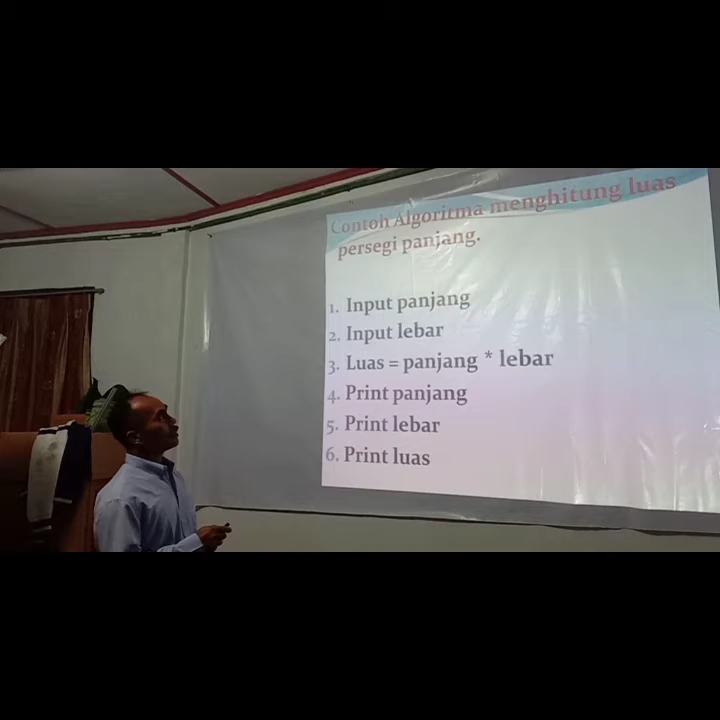 Contoh Algoritma menghitung luas
persegi panjang.
1. Input panjang
2. Input lebar
3. Luas = panjang * lebar
4. Print panjang
5. Print lebar
6. Print luas